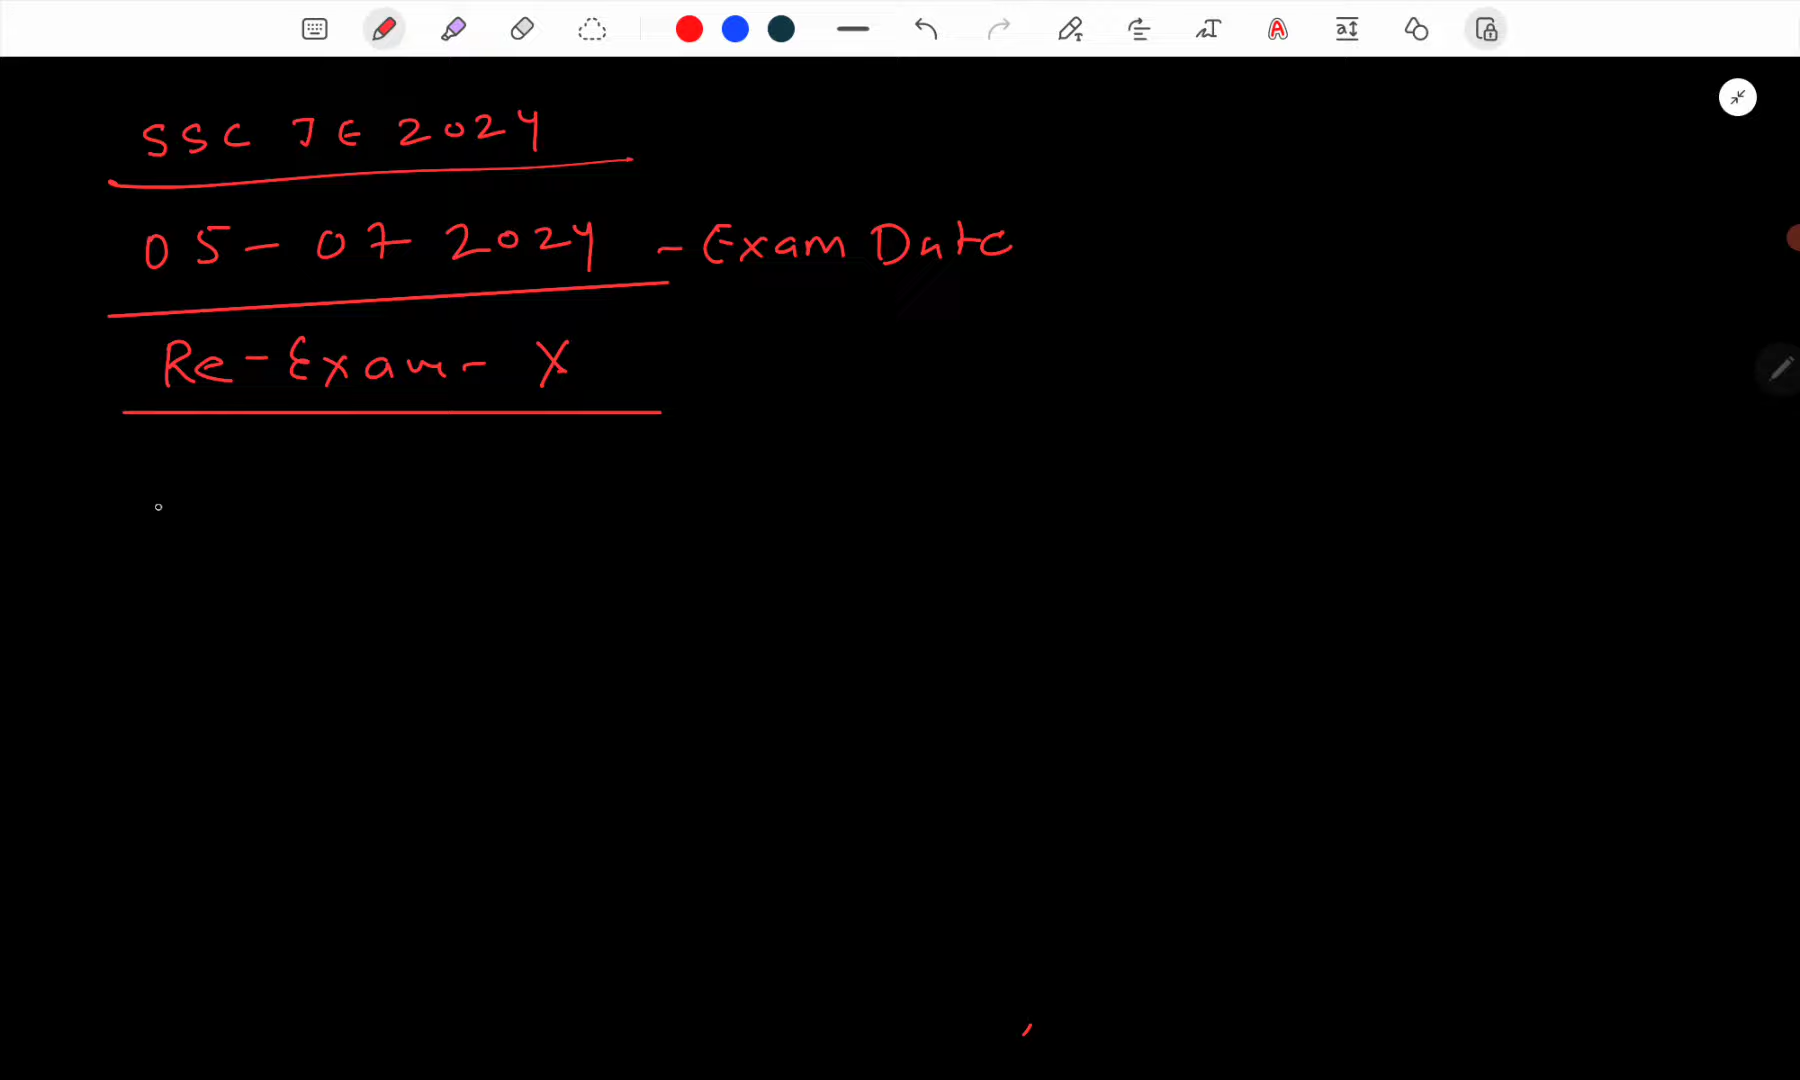 SSC JE 2024
05-07 2024 - Exam Date
Re-Exam- X